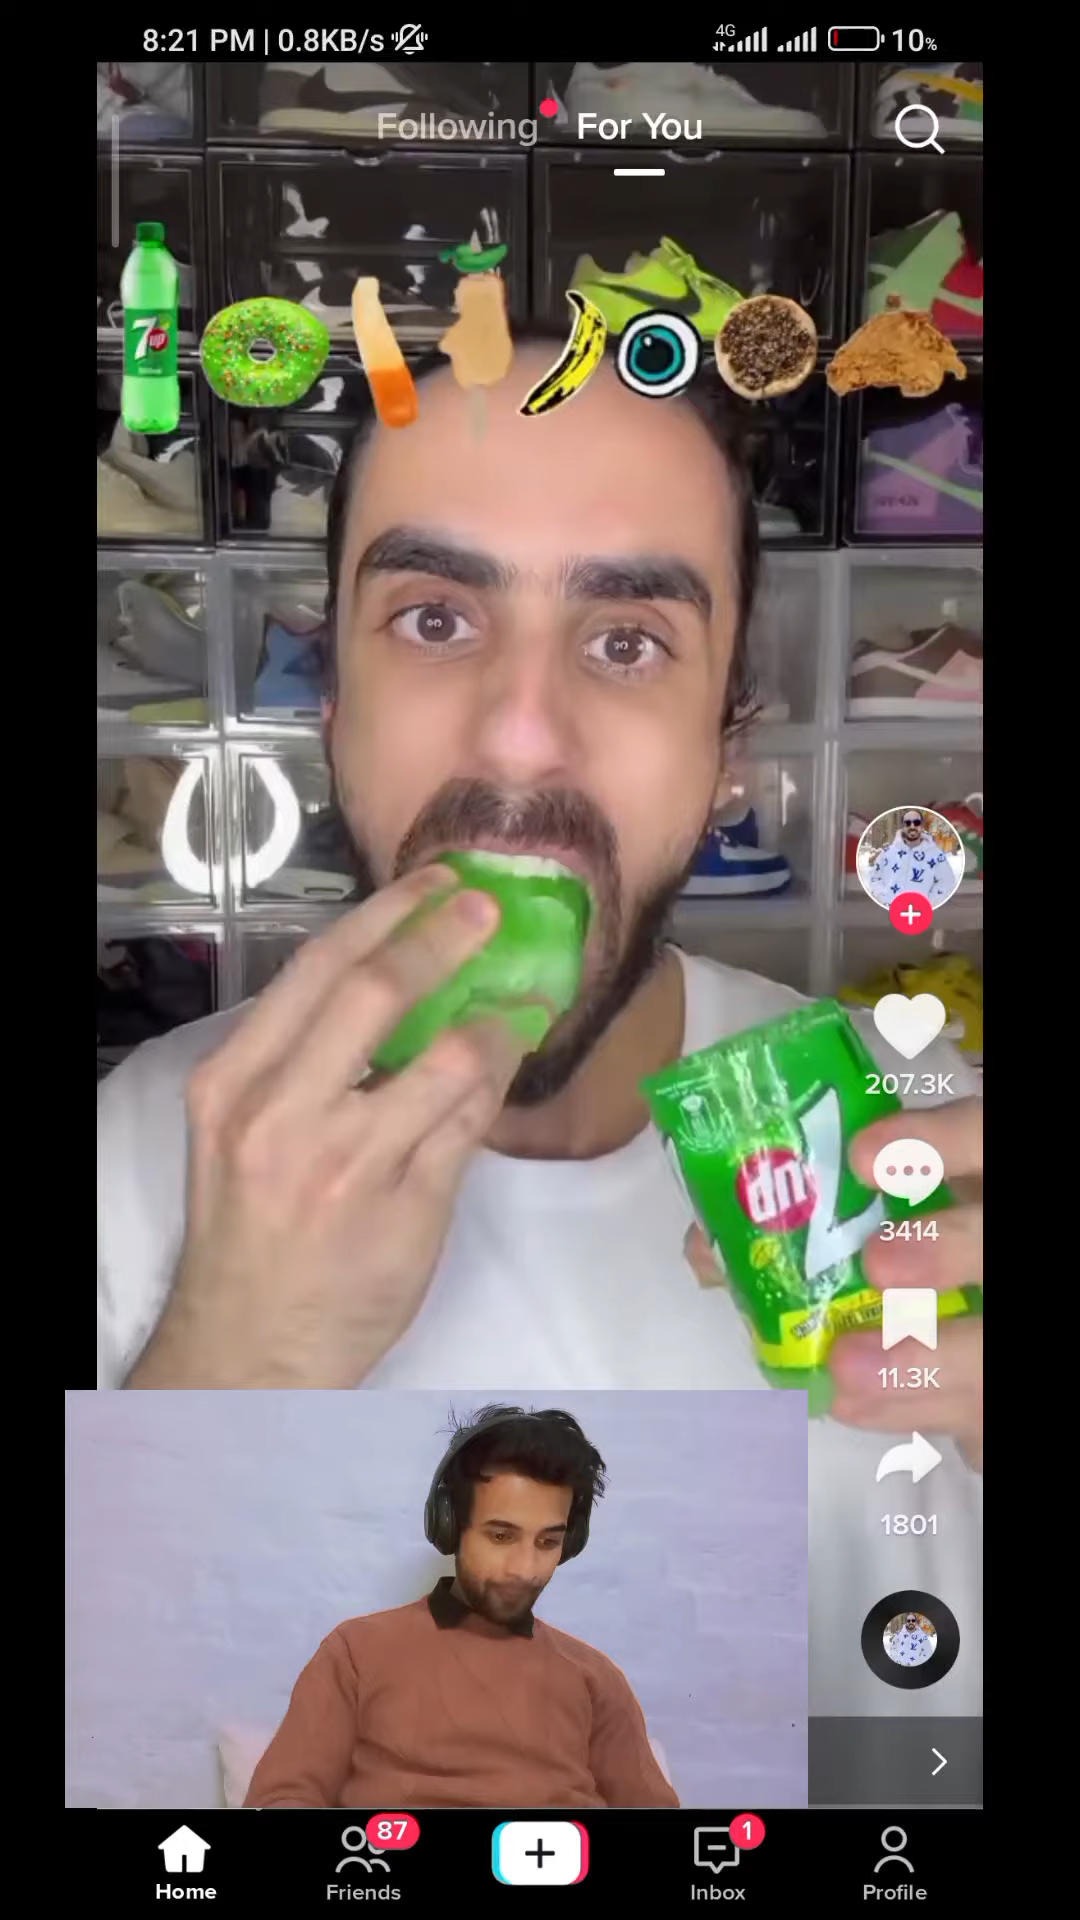 8:21 PM | 0.8KB/s
4G
10%
Following
For You
7up
7up
207.3K
3414
11.3K
1801
Home
87
Friends
1
Inbox
Profile